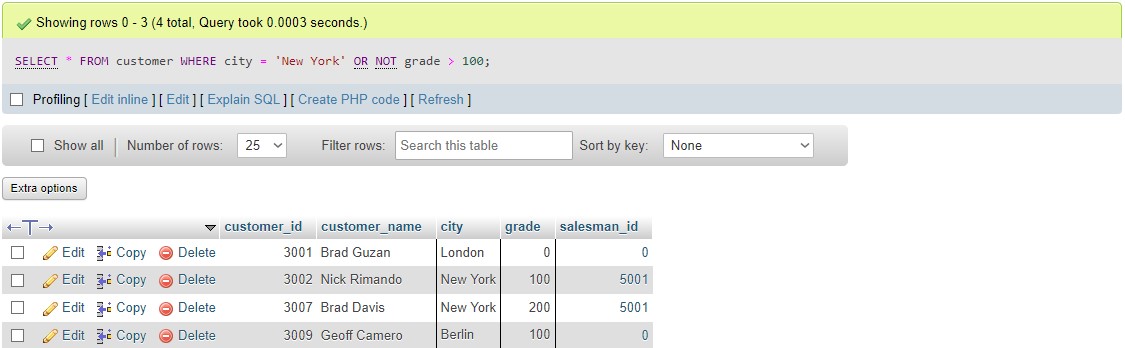 Showing rows 0 - 3 (4 total, Query took 0.0003 seconds.)
SELECT * FROM customer WHERE city = 'New York' OR NOT grade > 100;
Profiling [ Edit inline ] [ Edit ] [ Explain SQL ] [ Create PHP code ] [ Refresh ]
Show all Number of rows: 25 Filter rows: Search this table Sort by key: None
Extra options
customer_id customer_name city grade salesman_id
Edit Copy Delete 3001 Brad Guzan London 0 0
Edit Copy Delete 3002 Nick Rimando New York 100 5001
Edit Copy Delete 3007 Brad Davis New York 200 5001
Edit Copy Delete 3009 Geoff Camero Berlin 100 0